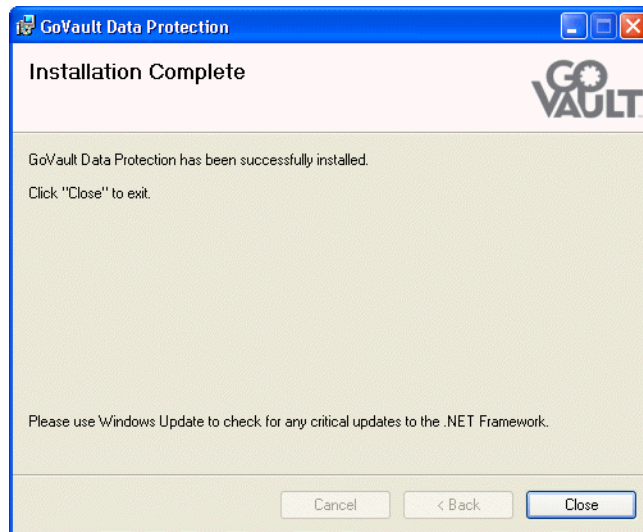 GoVault Data Protection
Installation Complete
GO
VAULT
GoVault Data Protection has been successfully installed.
Click "Close" to exit.
Please use Windows Update to check for any critical updates to the .NET Framework.
Cancel
< Back
Close